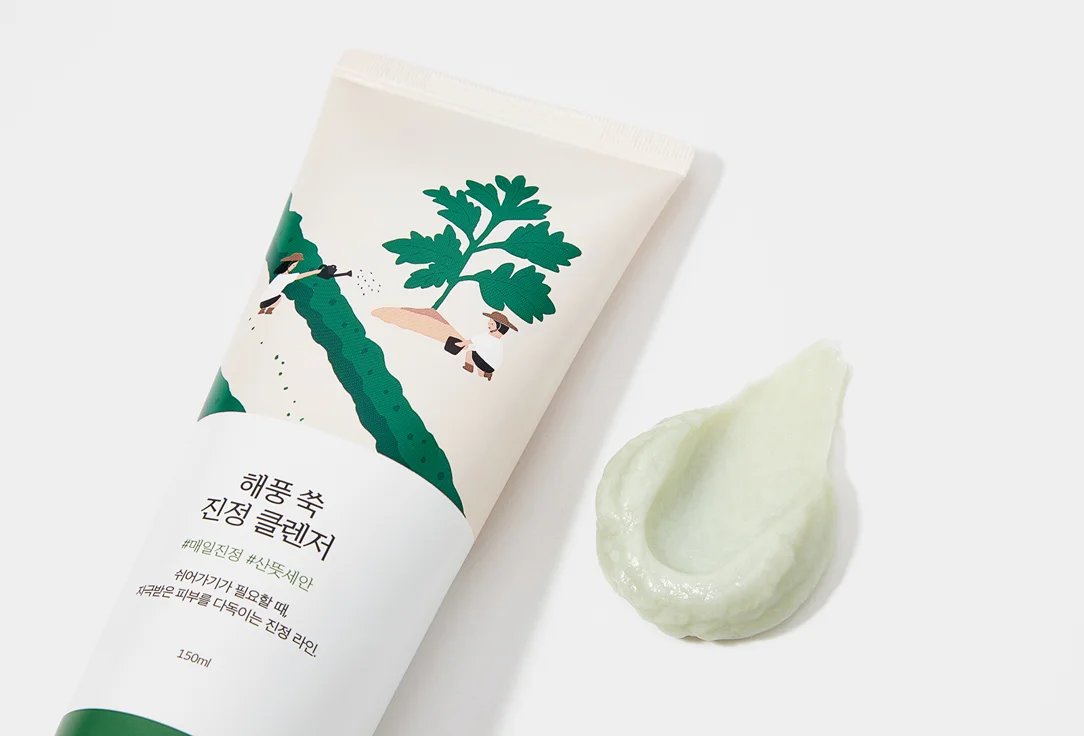 해풍 쑥
진정 클렌저
#매일진정 #산뜻세안
쉬어가기가 필요할 때,
자극받은 피부를 다독이는 진정 라인.
150ml